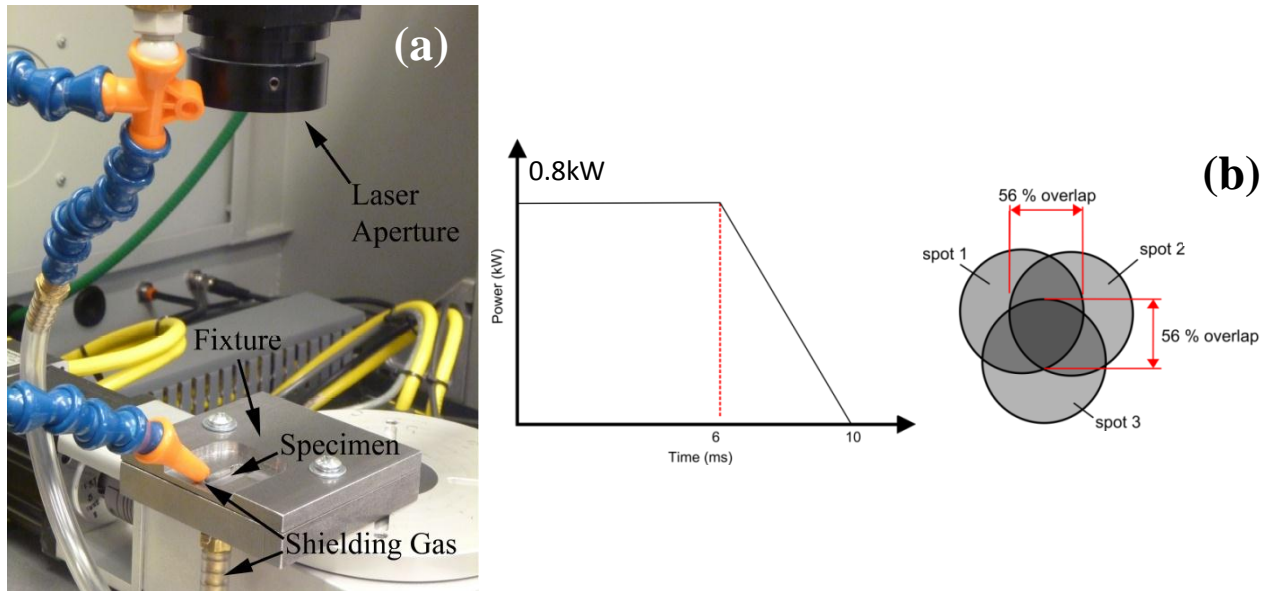 (a)
Laser
Aperture
Fixture
Specimen
Shielding Gas
0.8kW
Power (kW)
6
10
Time (ms)
(b)
56 % overlap
spot 1
spot 2
56 % overlap
spot 3